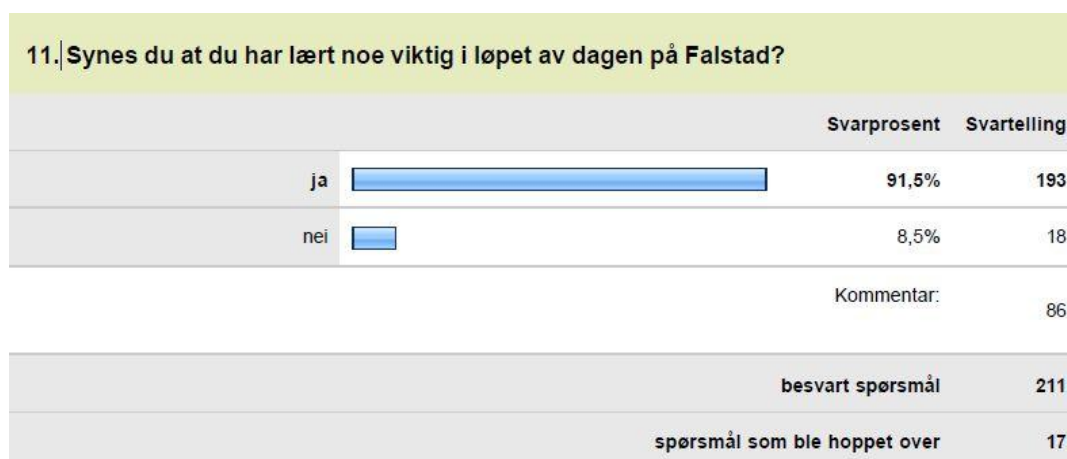 11. Synes du at du har lært noe viktig i løpet av dagen på Falstad?
Svarprosent Svartelling
ja 91,5% 193
nei 8,5% 18
Kommentar:
86
besvart spørsmål 211
spørsmål som ble hoppet over 17